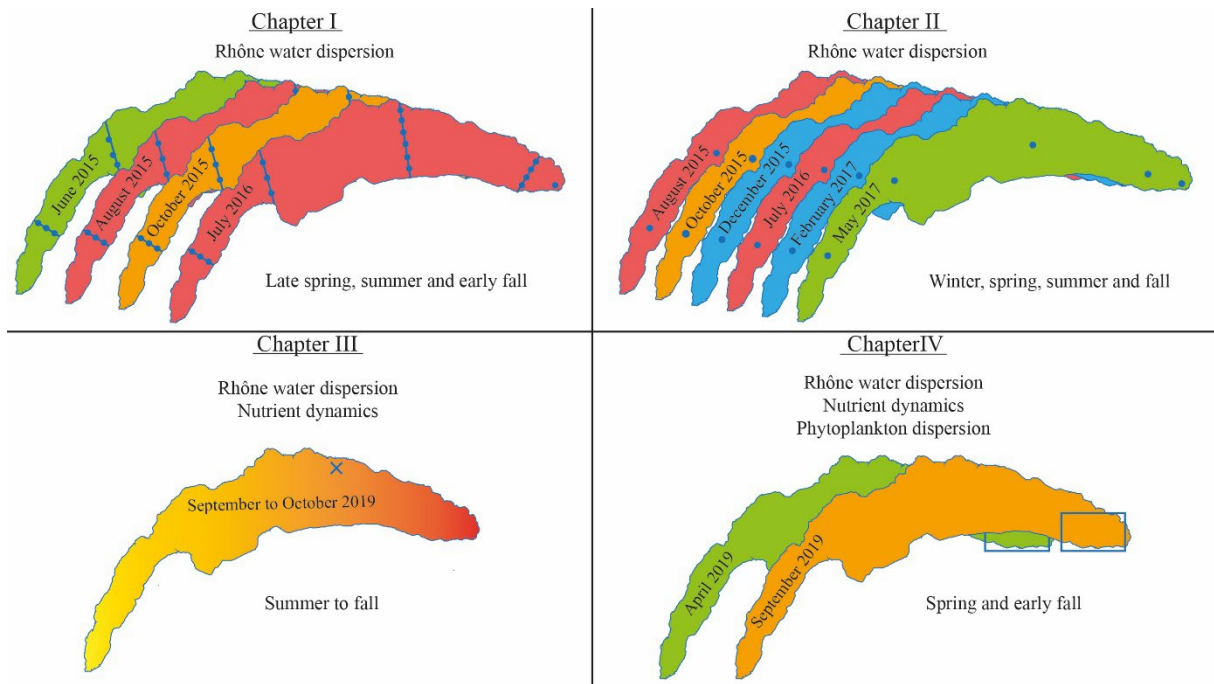 Chapter I
Rhône water dispersion
June 2015
August 2015
October 2015
July 2016
Late spring, summer and early fall
Chapter II
Rhône water dispersion
August 2015
October 2015
December 2015
July 2016
February 2017
May 2017
Winter, spring, summer and fall
Chapter III
Rhône water dispersion
Nutrient dynamics
September to October 2019
Summer to fall
ChapterIV
Rhône water dispersion
Nutrient dynamics
Phytoplankton dispersion
April 2019
September 2019
Spring and early fall